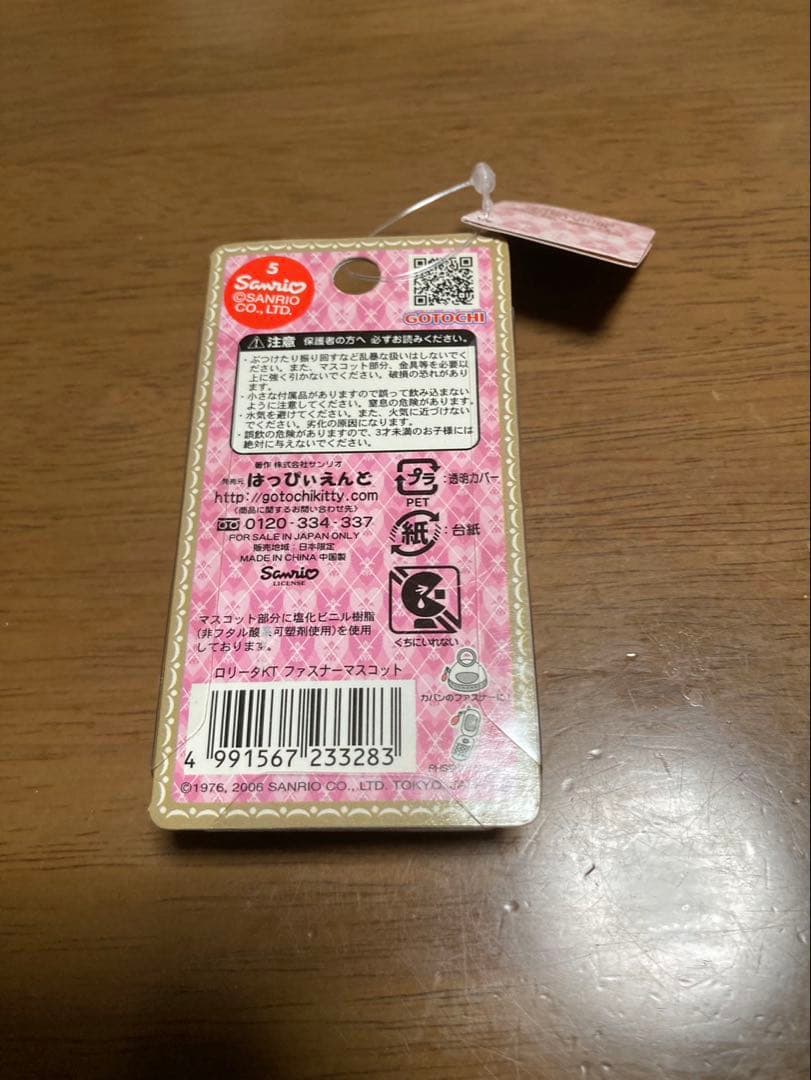 5
Sanrio
©SANRIO
CO., LTD.
GOTOCHI
注意 保護者の方へ 必ずお読みください。
・ぶつけたり振り回すなど乱暴な扱いはしないでく
ださい。また、マスコット部分、金具等を必要以
上に強く引かないでください。破損の恐れがあり
ます。
・小さな付属品がありますので誤って飲み込まない
ように注意してください。窒息の危険があります。
・水気を避けてください。また、火気に近づけない
でください。劣化の原因になります。
・誤飲の危険がありますので、3才未満のお子様には
絶対に与えないでください。
著作 株式会社サンリオ
発売元 はっぴぃえんど
http://gotochikitty.com
〈商品に関するお問い合わせ先〉
0120-334-337
FOR SALE IN JAPAN ONLY
販売地域：日本限定
MADE IN CHINA 中国製
Sanrio
LICENSE
プラ :透明カバー
PET
紙 :台紙
くちにいれない
マスコット部分に塩化ビニル樹脂
(非フタル酸系可塑剤使用)を使用
しております。
ロリータKT ファスナーマスコット
カバンのファスナーに!
4 991567 233283
©1976, 2006 SANRIO CO., LTD. TOKYO,